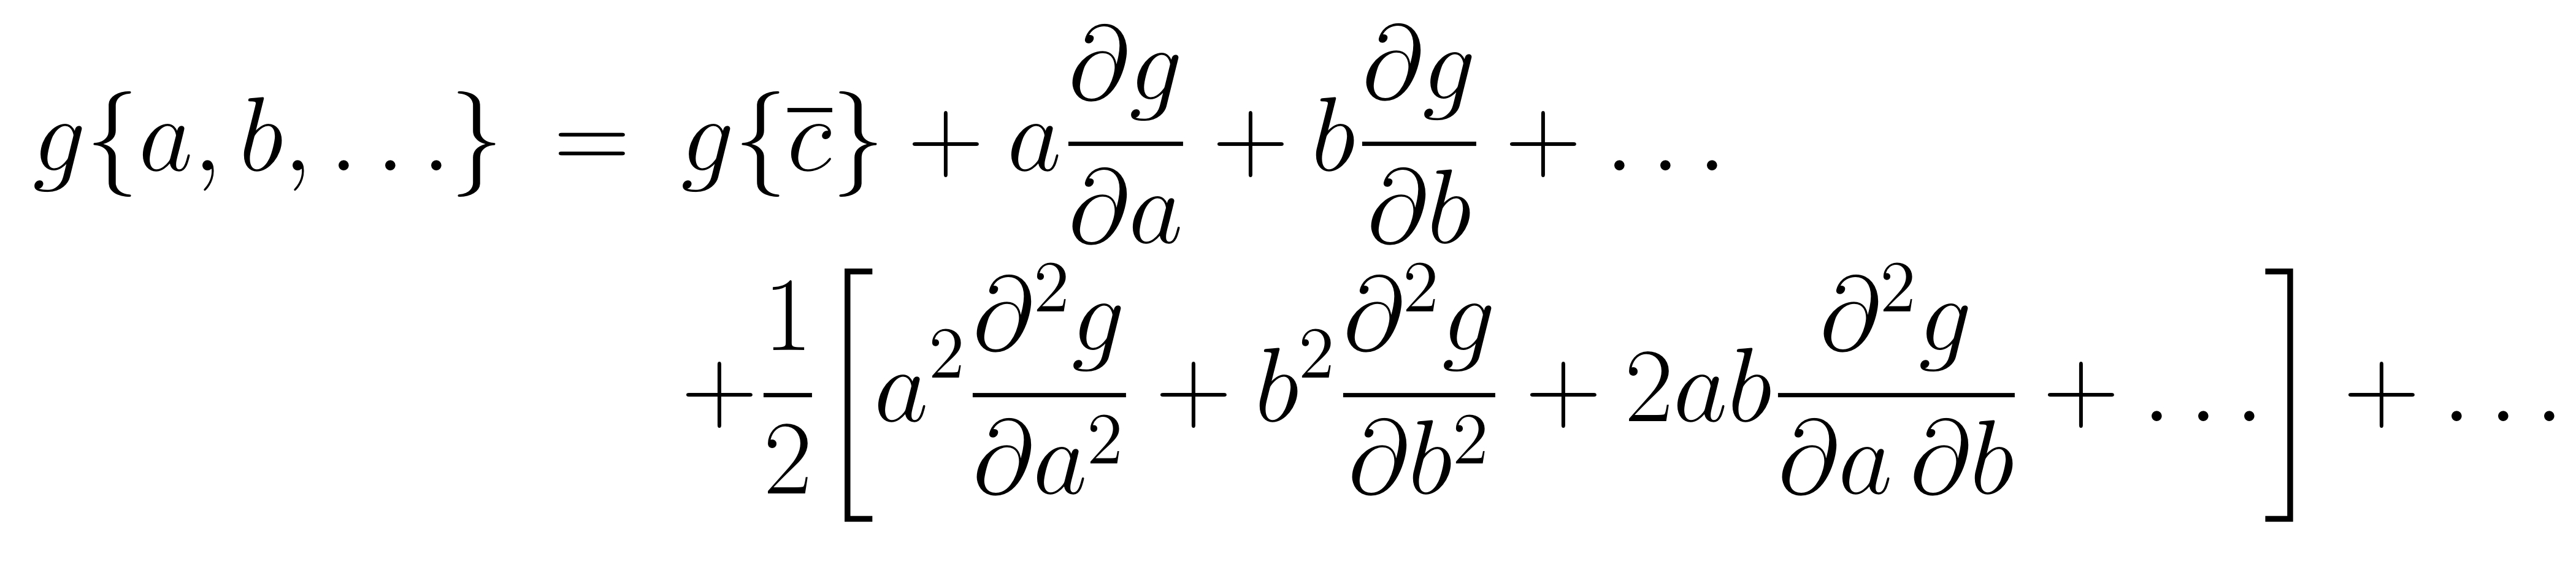 g{a, b, . . .} = g{c̅} + a ∂g/∂a + b ∂g/∂b + . . .
+ 1/2 [a² ∂²g/∂a² + b² ∂²g/∂b² + 2ab ∂²g/∂a ∂b + . . .] + . . .